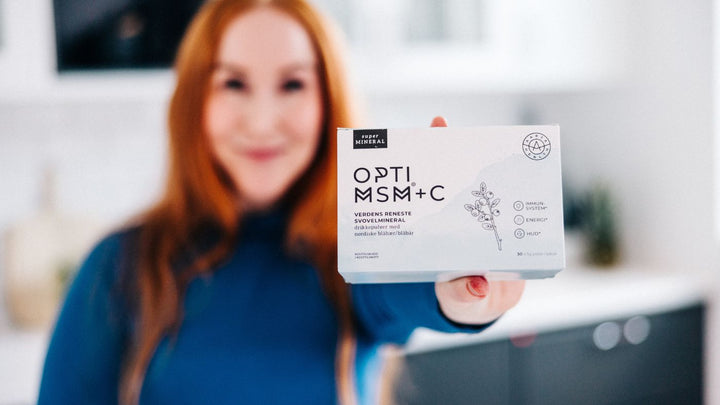 super
MINERAL
OPTI
MSM®+C
VERDENS RENESTE
SVOVELMINERAL
drikkepulver med
nordiske blåbær/blåbär
IMMUN-
SYSTEM*
ENERGI*
HUD*